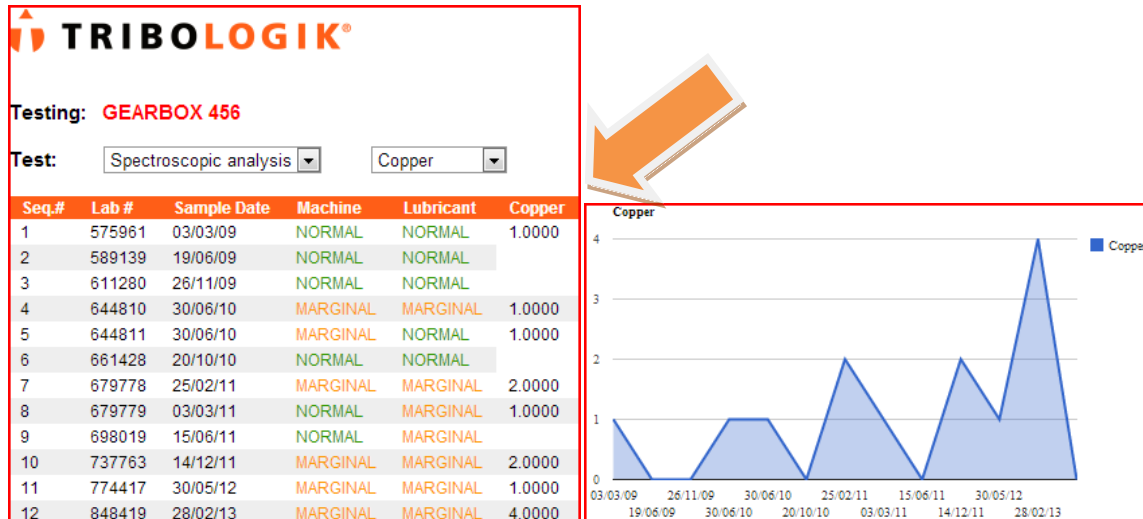 TRIBOLOGIK®
Testing: GEARBOX 456
Test: Spectroscopic analysis Copper
Seq.# Lab # Sample Date Machine Lubricant Copper
1 575961 03/03/09 NORMAL NORMAL 1.0000
2 589139 19/06/09 NORMAL NORMAL
3 611280 26/11/09 NORMAL NORMAL
4 644810 30/06/10 MARGINAL MARGINAL 1.0000
5 644811 30/06/10 MARGINAL NORMAL 1.0000
6 661428 20/10/10 NORMAL NORMAL
7 679778 25/02/11 MARGINAL MARGINAL 2.0000
8 679779 03/03/11 NORMAL MARGINAL 1.0000
9 698019 15/06/11 NORMAL MARGINAL
10 737763 14/12/11 MARGINAL MARGINAL 2.0000
11 774417 30/05/12 MARGINAL MARGINAL 1.0000
12 848419 28/02/13 MARGINAL MARGINAL 4.0000
Copper
4
3
2
1
0
Coppe
03/03/09 26/11/09 30/06/10 25/02/11 15/06/11 30/05/12
19/06/09 30/06/10 20/10/10 03/03/11 14/12/11 28/02/13